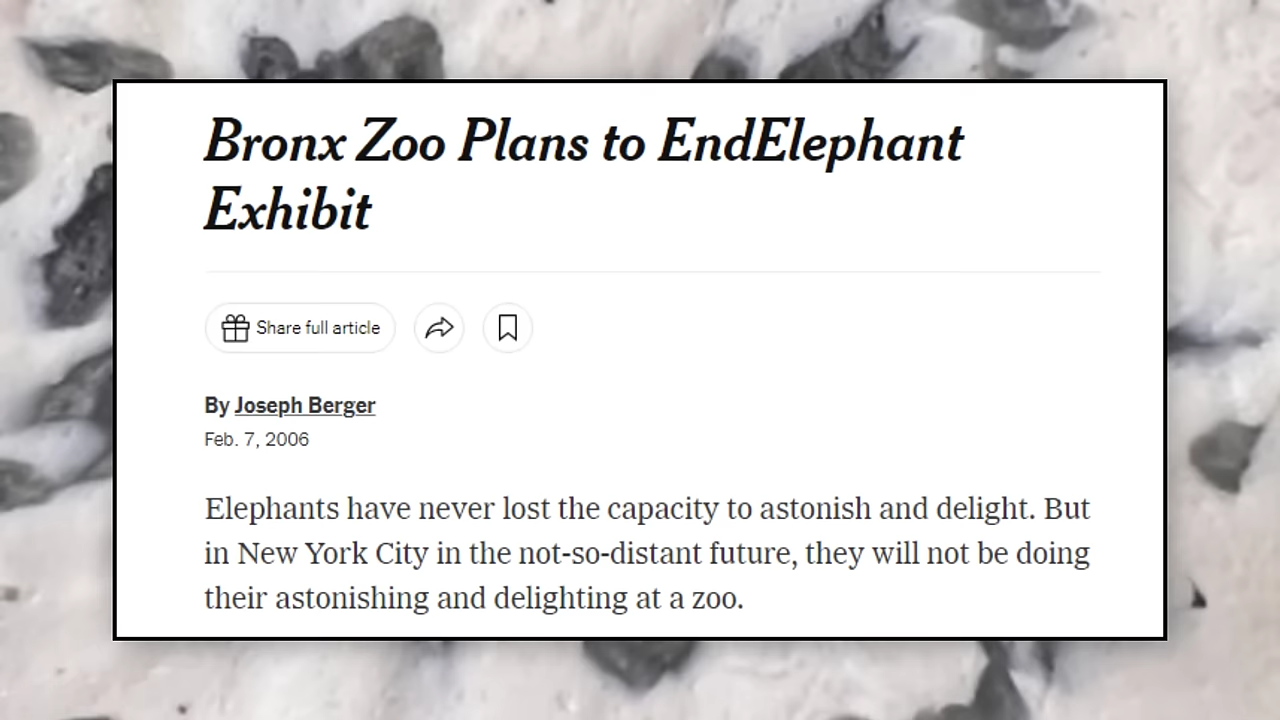 Bronx Zoo Plans to EndElephant
Exhibit
Share full article
By Joseph Berger
Feb. 7, 2006
Elephants have never lost the capacity to astonish and delight. But
in New York City in the not-so-distant future, they will not be doing
their astonishing and delighting at a zoo.